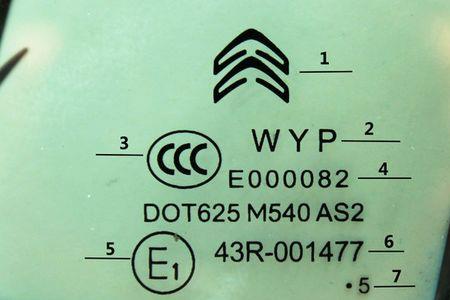 1
WYP 2
3 CCC
E000082 4
DOT625 M540 AS2
5 E1 43R-001477 6
·5 7